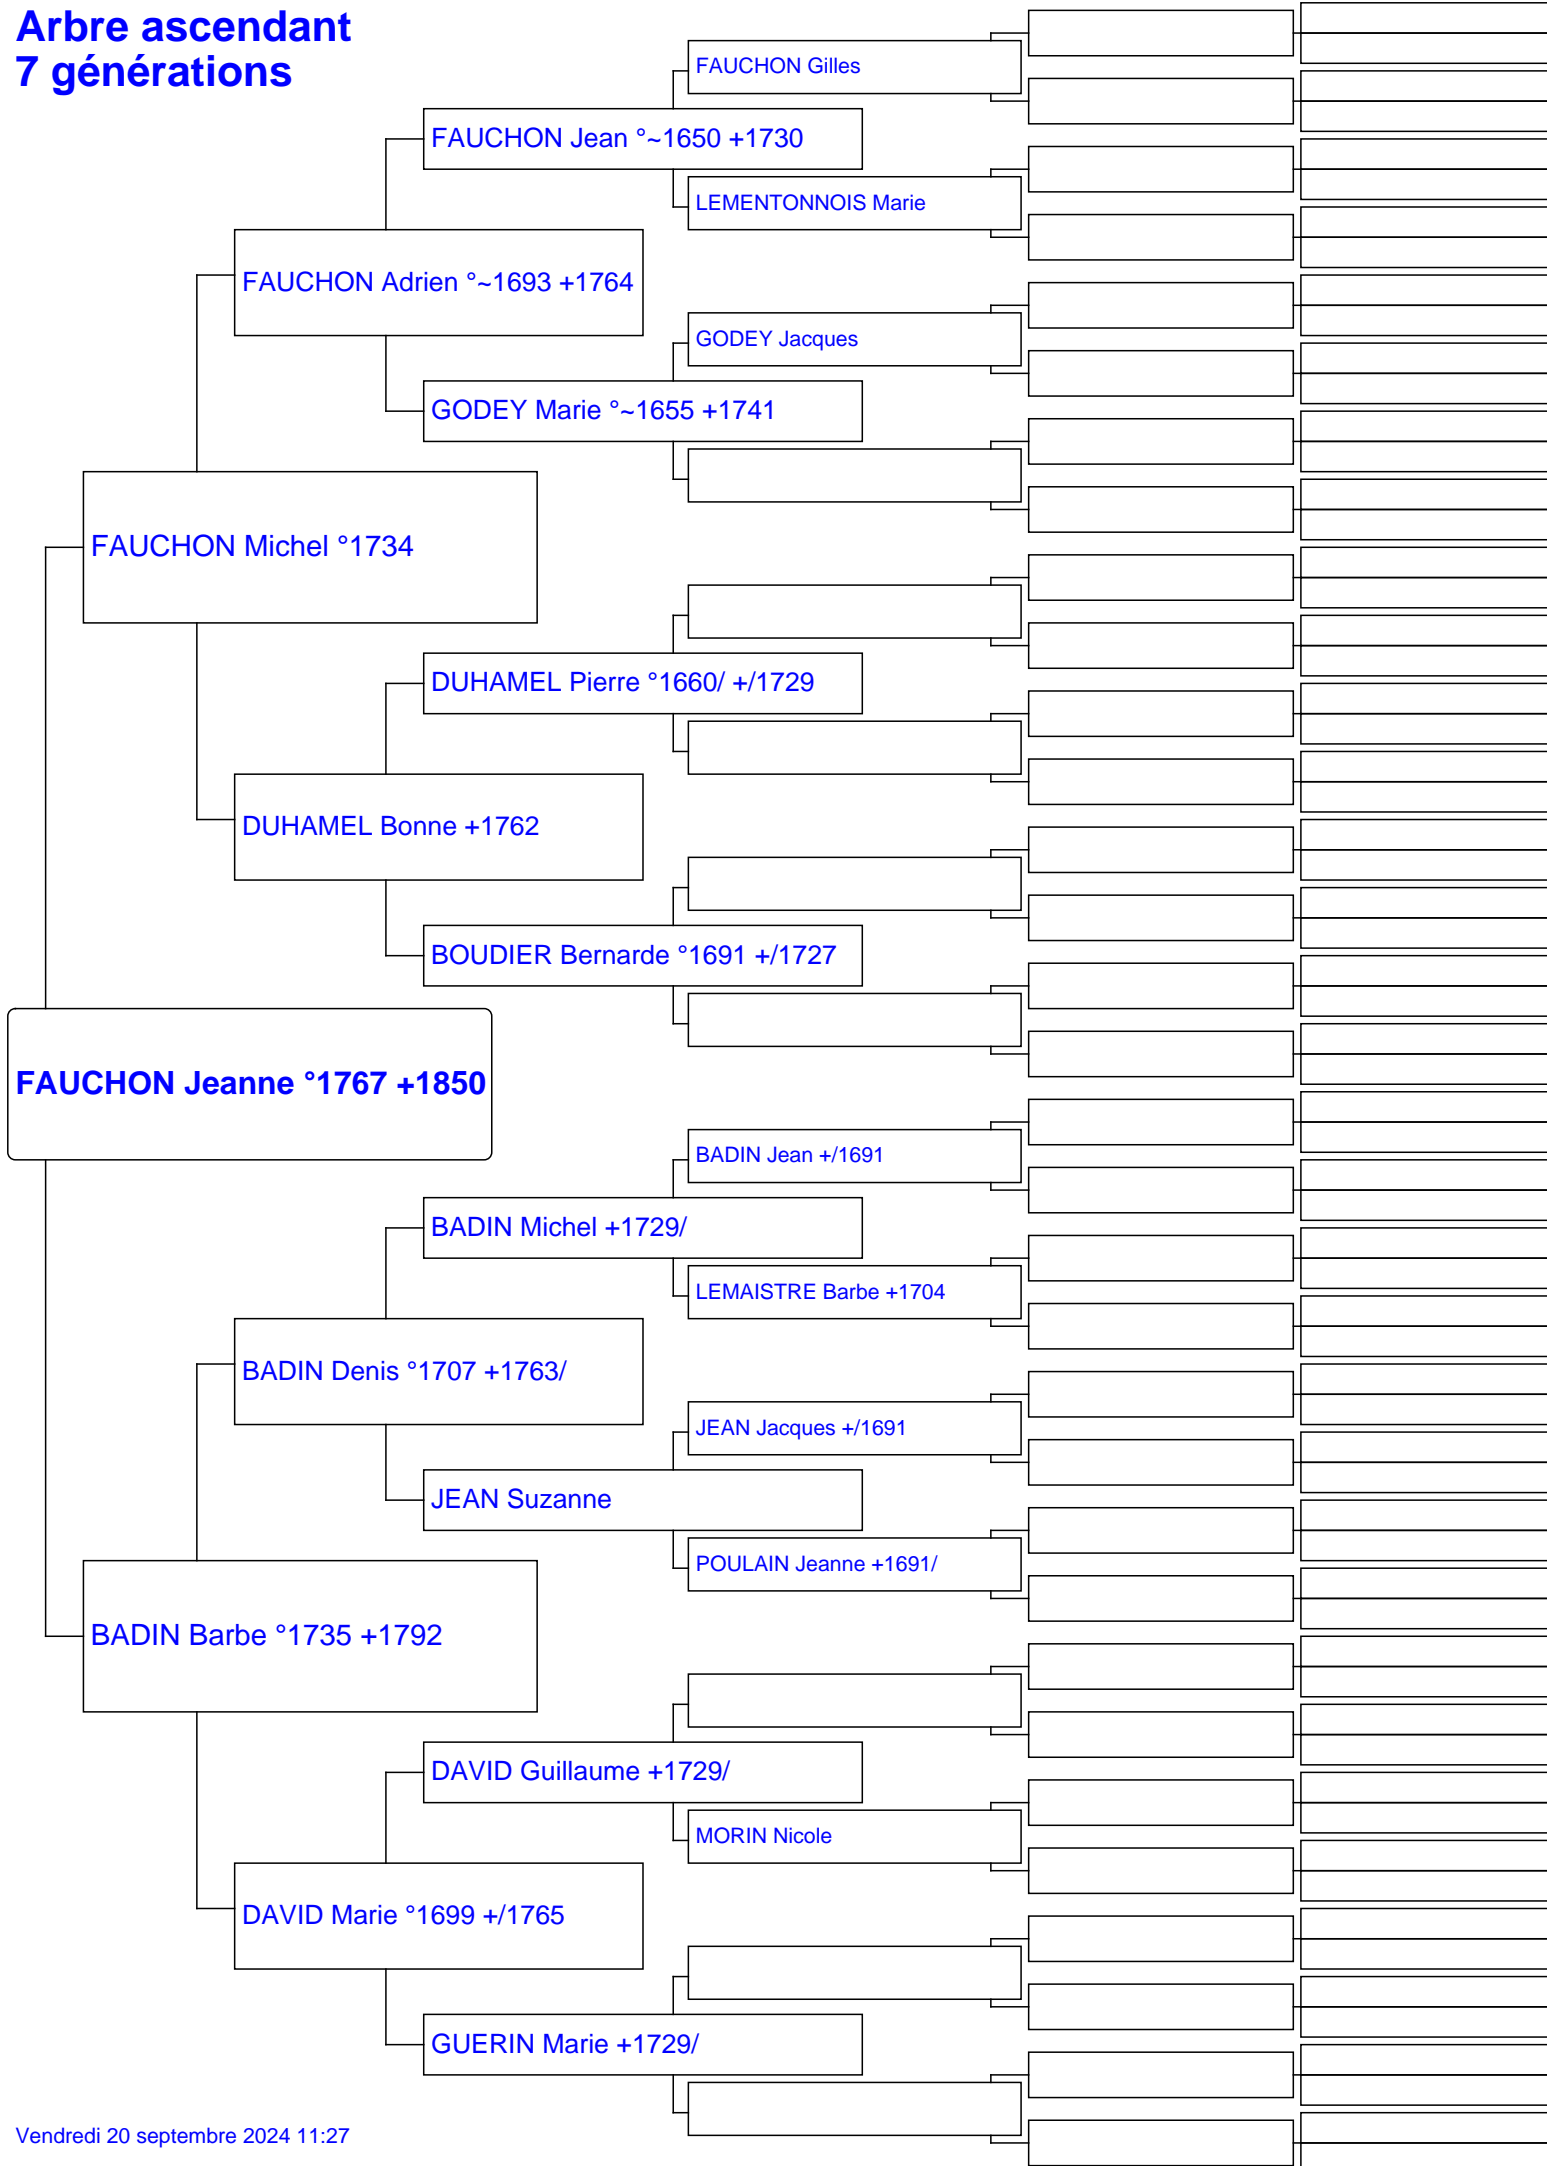 Arbre ascendant
7 générations
FAUCHON Gilles
FAUCHON Jean °~1650 +1730
LEMENTONNOIS Marie
FAUCHON Adrien °~1693 +1764
GODEY Jacques
GODEY Marie °~1655 +1741
FAUCHON Michel °1734
DUHAMEL Pierre °1660/ +/1729
DUHAMEL Bonne +1762
BOUDIER Bernarde °1691 +/1727
FAUCHON Jeanne °1767 +1850
BADIN Jean +/1691
BADIN Michel +1729/
LEMAISTRE Barbe +1704
BADIN Denis °1707 +1763/
JEAN Jacques +/1691
JEAN Suzanne
POULAIN Jeanne +1691/
BADIN Barbe °1735 +1792
DAVID Guillaume +1729/
MORIN Nicole
DAVID Marie °1699 +/1765
GUERIN Marie +1729/
Vendredi 20 septembre 2024 11:27